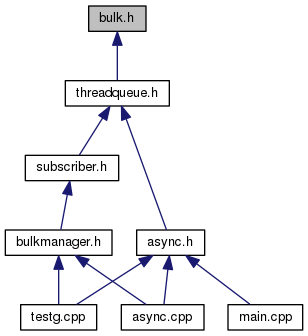 bulk.h
threadqueue.h
subscriber.h
bulkmanager.h
async.h
testg.cpp
async.cpp
main.cpp